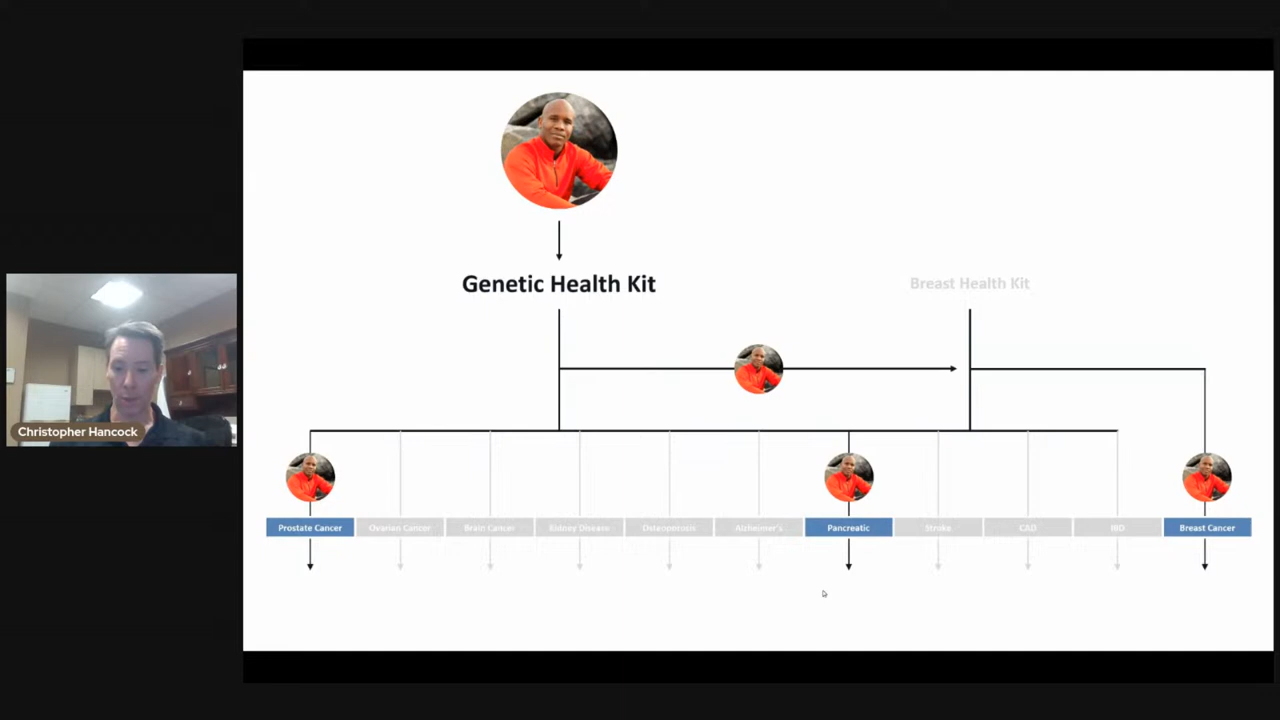 Genetic Health Kit
Breast Health Kit
Christopher Hancock
Prostate Cancer
Ovarian Cancer
Brain Cancer
Kidney Disease
Osteoporosis
Alzheimer's
Pancreatic
Stroke
CAD
IBD
Breast Cancer